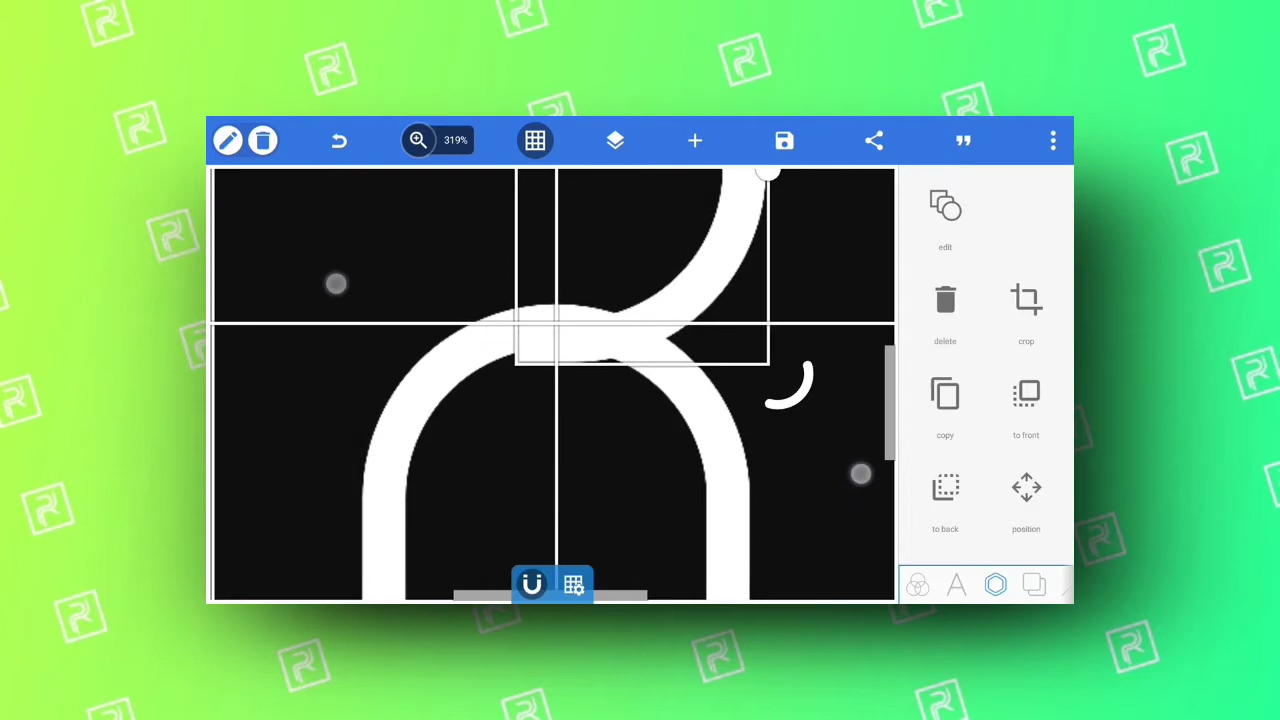 319%
edit
delete
crop
copy
to front
to back
position